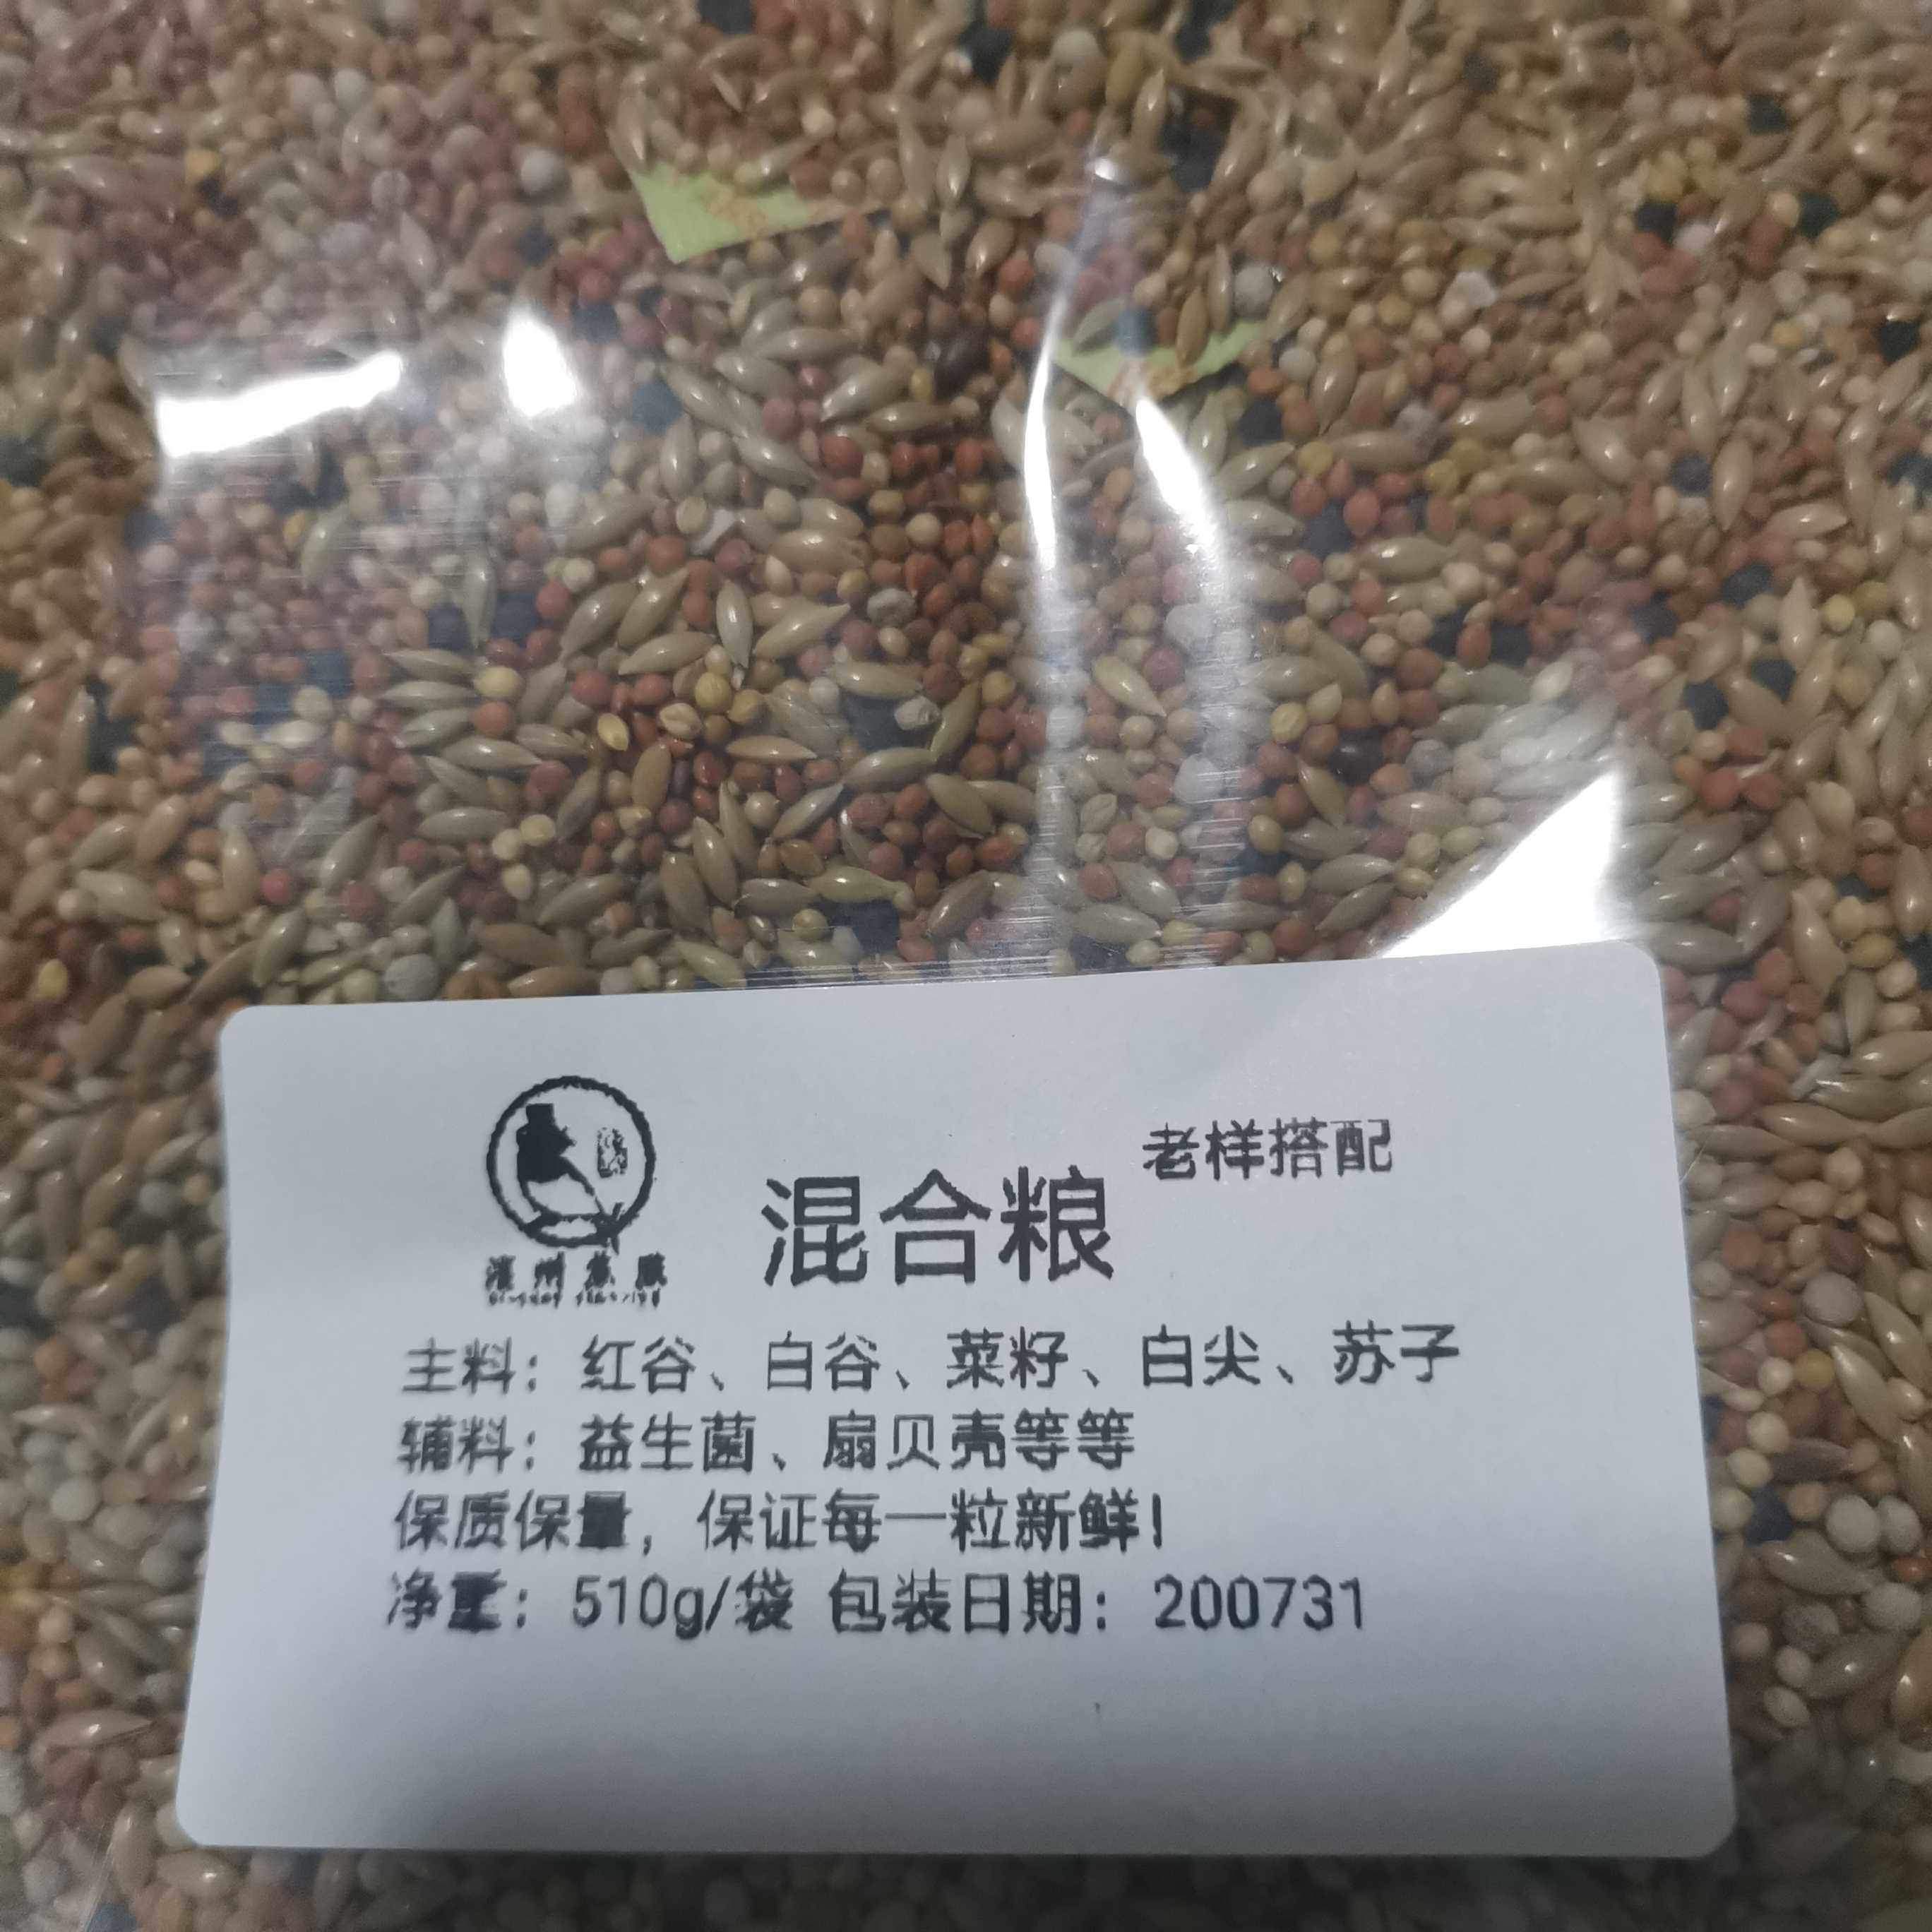 老样搭配
混合粮
主料：红谷、白谷、菜籽、白尖、苏子
辅料：益生菌、扇贝壳等等
保质保量，保证每一粒新鲜！
净重：510g/袋 包装日期：200731